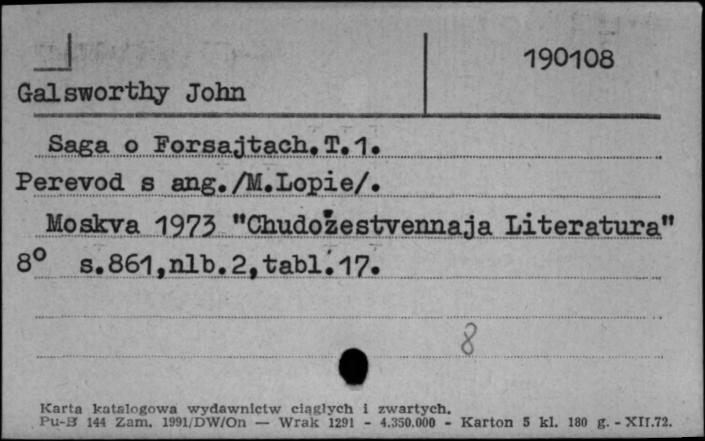 190108
Galsworthy John
Saga o Forsajtach.T.1.
Perevod s ang./M.Lopie/.
Moskva 1973 "Chudožestvennaja Literatura"
8° s.861,nlb.2,tabl.17.
8
Karta katalogowa wydawnictw ciągłych i zwartych.
Pu-B 144 Zam. 1991/DW/On — Wrak 1291 - 4.350.000 - Karton 5 kl. 180 g. - XII.72.